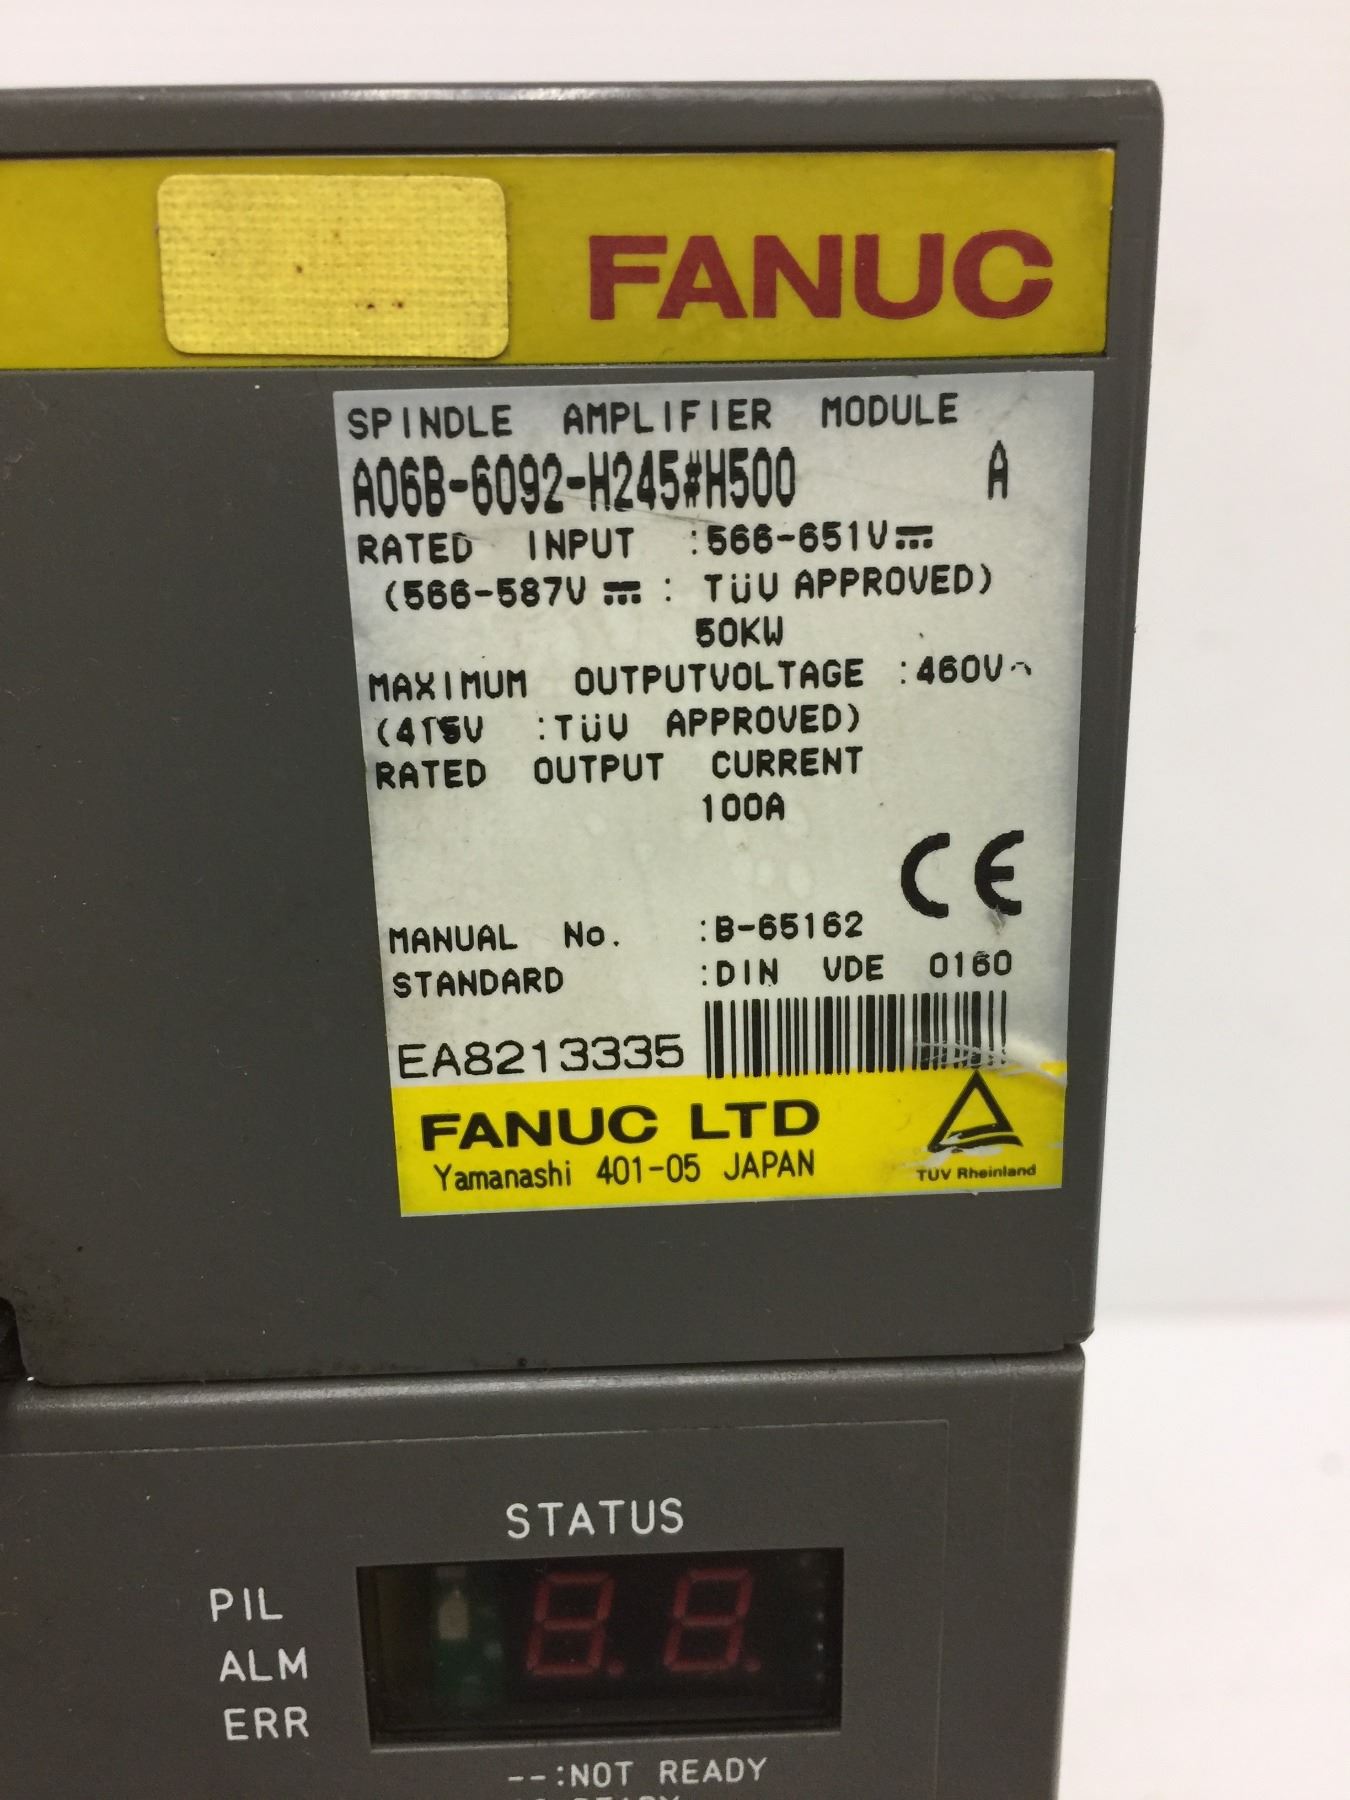 FANUC
SPINDLE AMPLIFIER MODULE
A06B-6092-H245#H500 A
RATED INPUT :566-651V⎓
(566-587V⎓ : TüV APPROVED)
50KW
MAXIMUM OUTPUTVOLTAGE :460V~
(415V :TüV APPROVED)
RATED OUTPUT CURRENT
100A
CE
MANUAL No. :B-65162
STANDARD :DIN VDE 0160
EA8213335
FANUC LTD
Yamanashi 401-05 JAPAN
TÜV Rheinland
STATUS
PIL
ALM
ERR
8.8.
--:NOT READY